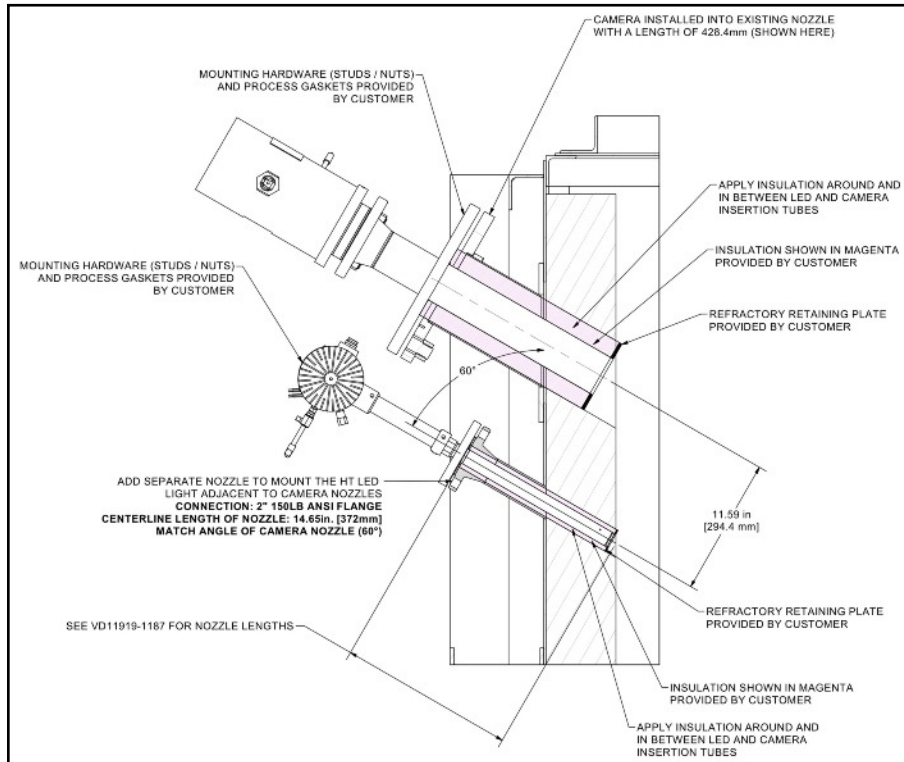 CAMERA INSTALLED INTO EXISTING NOZZLE
WITH A LENGTH OF 428.4mm (SHOWN HERE)
MOUNTING HARDWARE (STUDS / NUTS)
AND PROCESS GASKETS PROVIDED
BY CUSTOMER
APPLY INSULATION AROUND AND
IN BETWEEN LED AND CAMERA
INSERTION TUBES
INSULATION SHOWN IN MAGENTA
PROVIDED BY CUSTOMER
MOUNTING HARDWARE (STUDS / NUTS)
AND PROCESS GASKETS PROVIDED
BY CUSTOMER
REFRACTORY RETAINING PLATE
PROVIDED BY CUSTOMER
60°
ADD SEPARATE NOZZLE TO MOUNT THE HT LED
LIGHT ADJACENT TO CAMERA NOZZLES
CONNECTION: 2" 150LB ANSI FLANGE
CENTERLINE LENGTH OF NOZZLE: 14.65in. [372mm]
MATCH ANGLE OF CAMERA NOZZLE (60°)
11.59 in
[294.4 mm]
REFRACTORY RETAINING PLATE
PROVIDED BY CUSTOMER
SEE VD11919-1187 FOR NOZZLE LENGTHS
INSULATION SHOWN IN MAGENTA
PROVIDED BY CUSTOMER
APPLY INSULATION AROUND AND
IN BETWEEN LED AND CAMERA
INSERTION TUBES